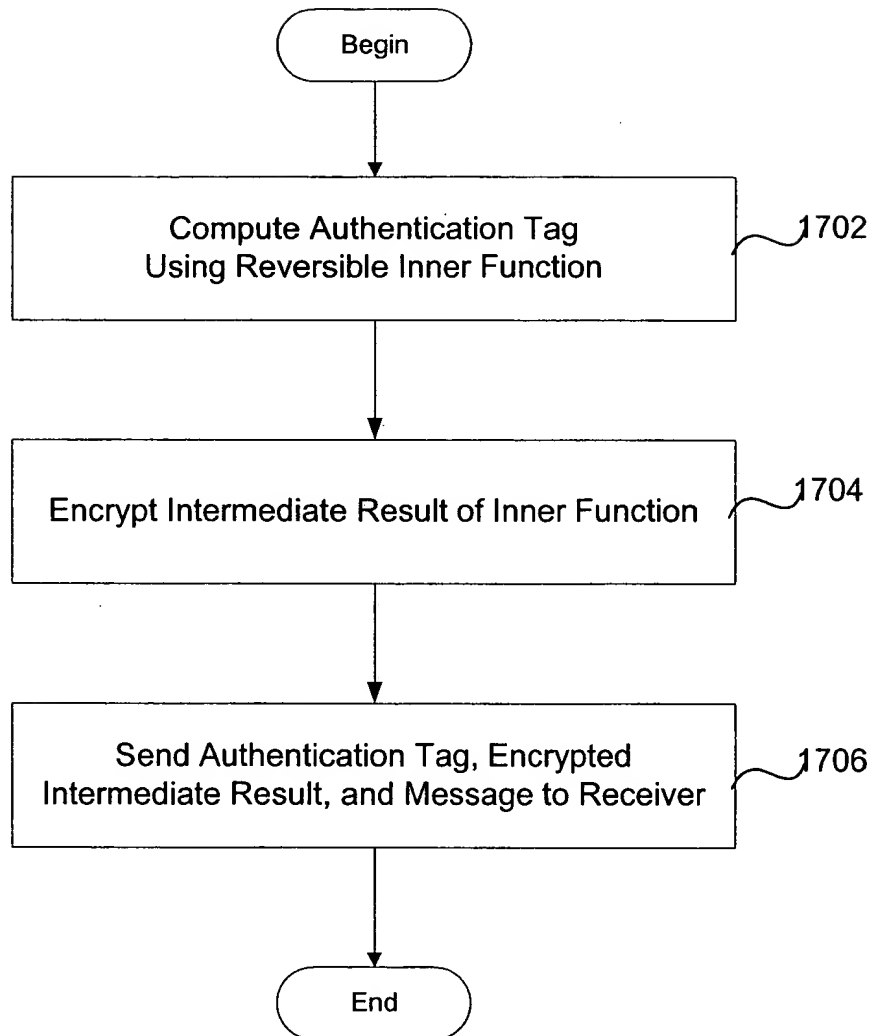 Begin
Compute Authentication Tag
Using Reversible Inner Function
1702
Encrypt Intermediate Result of Inner Function
1704
Send Authentication Tag, Encrypted
Intermediate Result, and Message to Receiver
1706
End